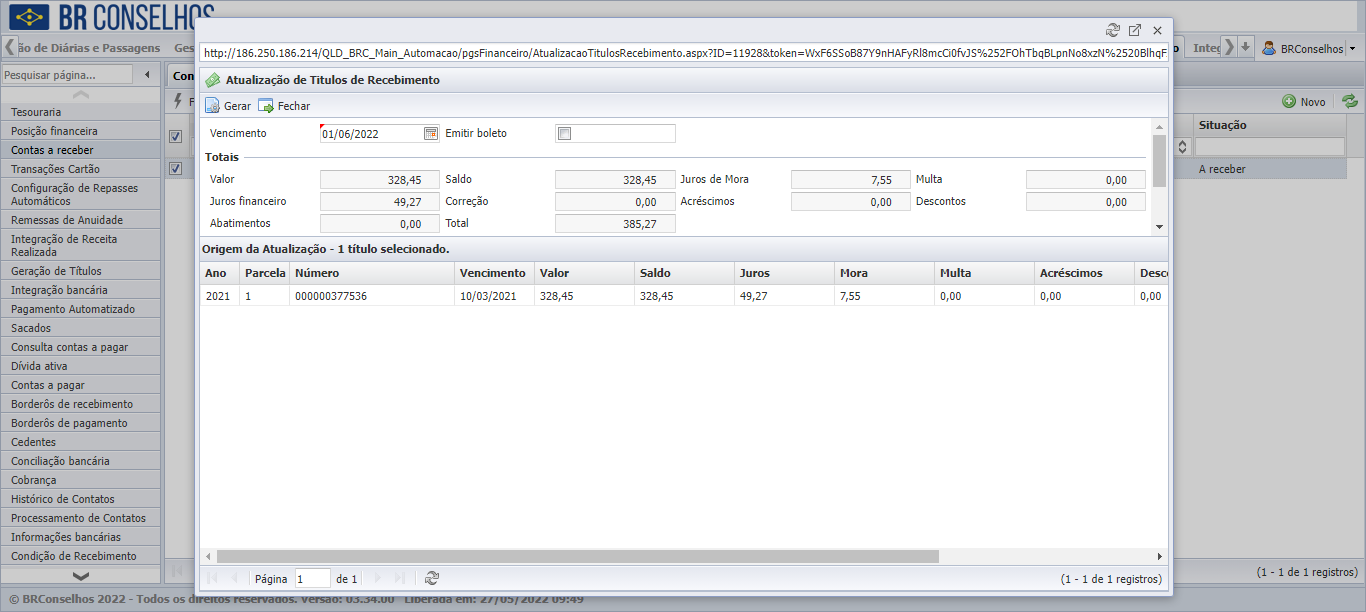 BR CONSELHOS
http://186.250.186.214/QLD_BRC_Main_Automacao/pgsFinanceiro/AtualizacaoTitulosRecebimento.aspx?ID=11928&token=WxF6SSoB87Y9nHAFyRl8mcCi0fvJS%252FOhTbqBLpnNo8xzN%2520BlhqF
ão de Diárias e Passagens Ges
Integ
BRConselhos
Pesquisar página...
Con
Atualização de Titulos de Recebimento
Gerar Fechar
Novo
Tesouraria
Posição financeira
Contas a receber
Transações Cartão
Configuração de Repasses
Automáticos
Remessas de Anuidade
Integração de Receita
Realizada
Geração de Títulos
Integração bancária
Pagamento Automatizado
Sacados
Consulta contas a pagar
Dívida ativa
Contas a pagar
Borderôs de recebimento
Borderôs de pagamento
Cedentes
Conciliação bancária
Cobrança
Histórico de Contatos
Processamento de Contatos
Informações bancárias
Condição de Recebimento
Vencimento 01/06/2022 Emitir boleto
Totais
Valor 328,45 Saldo 328,45 Juros de Mora 7,55 Multa 0,00
Juros financeiro 49,27 Correção 0,00 Acréscimos 0,00 Descontos 0,00
Abatimentos 0,00 Total 385,27
Situação
A receber
Origem da Atualização - 1 título selecionado.
Ano Parcela Número Vencimento Valor Saldo Juros Mora Multa Acréscimos Desc
2021 1 000000377536 10/03/2021 328,45 328,45 49,27 7,55 0,00 0,00 0,00
Página 1 de 1
(1 - 1 de 1 registros)
(1 - 1 de 1 registros)
© BRConselhos 2022 - Todos os direitos reservados. Versão: 03.34.00 Liberada em: 27/05/2022 09:49